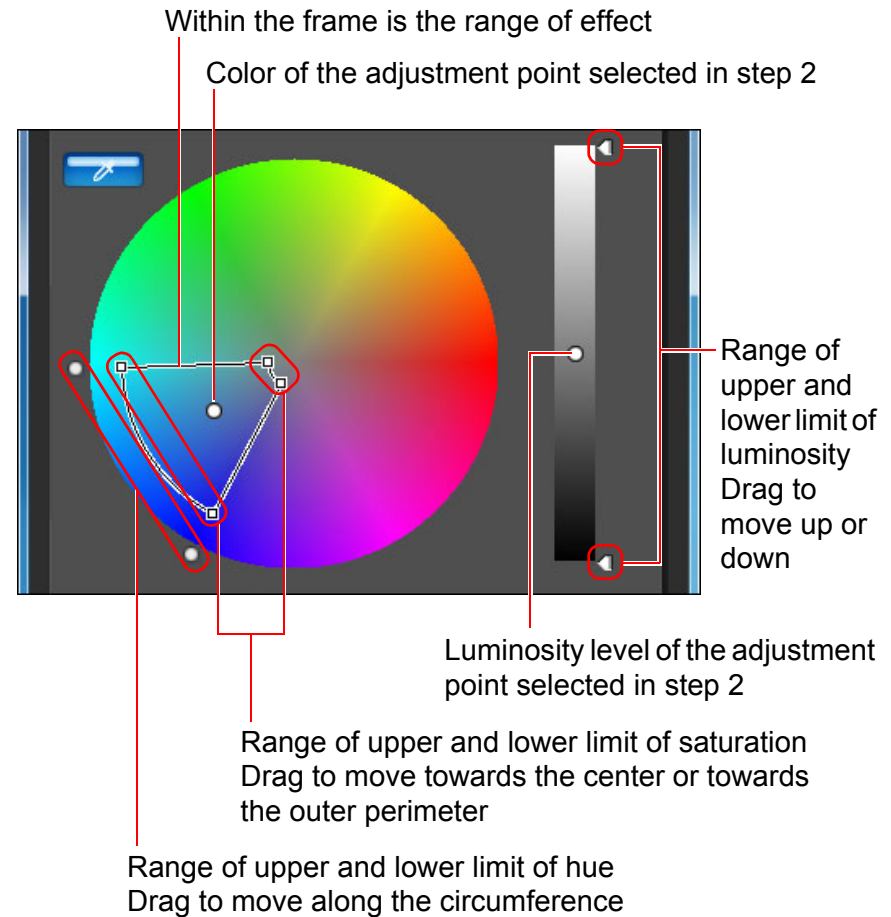 Within the frame is the range of effect
Color of the adjustment point selected in step 2
Range of
upper and
lower limit of
luminosity
Drag to
move up or
down
Luminosity level of the adjustment
point selected in step 2
Range of upper and lower limit of saturation
Drag to move towards the center or towards
the outer perimeter
Range of upper and lower limit of hue
Drag to move along the circumference